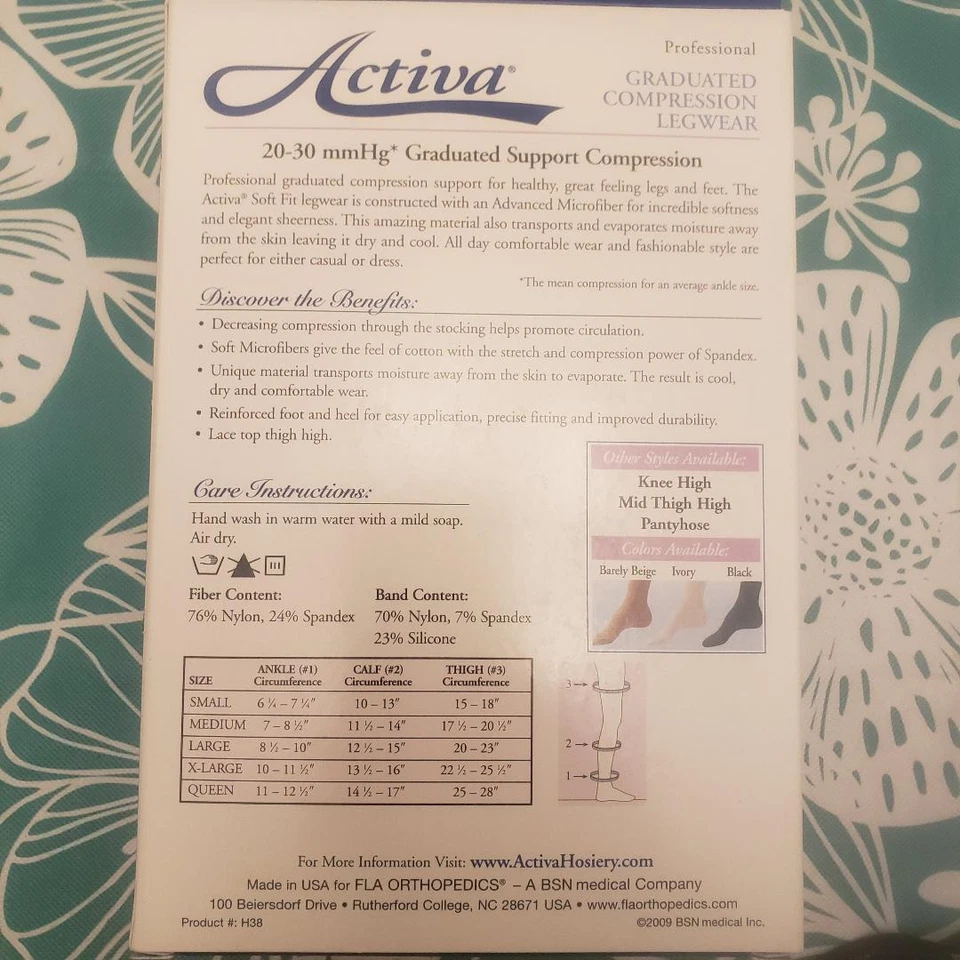 Activa®
Professional
GRADUATED
COMPRESSION
LEGWEAR
20-30 mmHg* Graduated Support Compression
Professional graduated compression support for healthy, great feeling legs and feet. The
Activa® Soft Fit legwear is constructed with an Advanced Microfiber for incredible softness
and elegant sheerness. This amazing material also transports and evaporates moisture away
from the skin leaving it dry and cool. All day comfortable wear and fashionable style are
perfect for either casual or dress.
*The mean compression for an average ankle size.
Discover the Benefits:
• Decreasing compression through the stocking helps promote circulation.
• Soft Microfibers give the feel of cotton with the stretch and compression power of Spandex.
• Unique material transports moisture away from the skin to evaporate. The result is cool,
dry and comfortable wear.
• Reinforced foot and heel for easy application, precise fitting and improved durability.
• Lace top thigh high.
Other Styles Available:
Knee High
Mid Thigh High
Pantyhose
Colors Available:
Barely Beige Ivory Black
Care Instructions:
Hand wash in warm water with a mild soap.
Air dry.
Fiber Content: Band Content:
76% Nylon, 24% Spandex 70% Nylon, 7% Spandex
23% Silicone
SIZE ANKLE (#1) Circumference CALF (#2) Circumference THIGH (#3) Circumference
SMALL 6 ¼ – 7 ¼" 10 – 13" 15 – 18"
MEDIUM 7 – 8 ½" 11 ½ – 14" 17 ½ – 20 ½"
LARGE 8 ½ – 10" 12 ½ – 15" 20 – 23"
X-LARGE 10 – 11 ½" 13 ½ – 16" 22 ½ – 25 ½"
QUEEN 11 – 12 ½" 14 ½ – 17" 25 – 28"
3
2
1
For More Information Visit: www.ActivaHosiery.com
Made in USA for FLA ORTHOPEDICS® – A BSN medical Company
100 Beiersdorf Drive • Rutherford College, NC 28671 USA • www.flaorthopedics.com
Product #: H38 ©2009 BSN medical Inc.